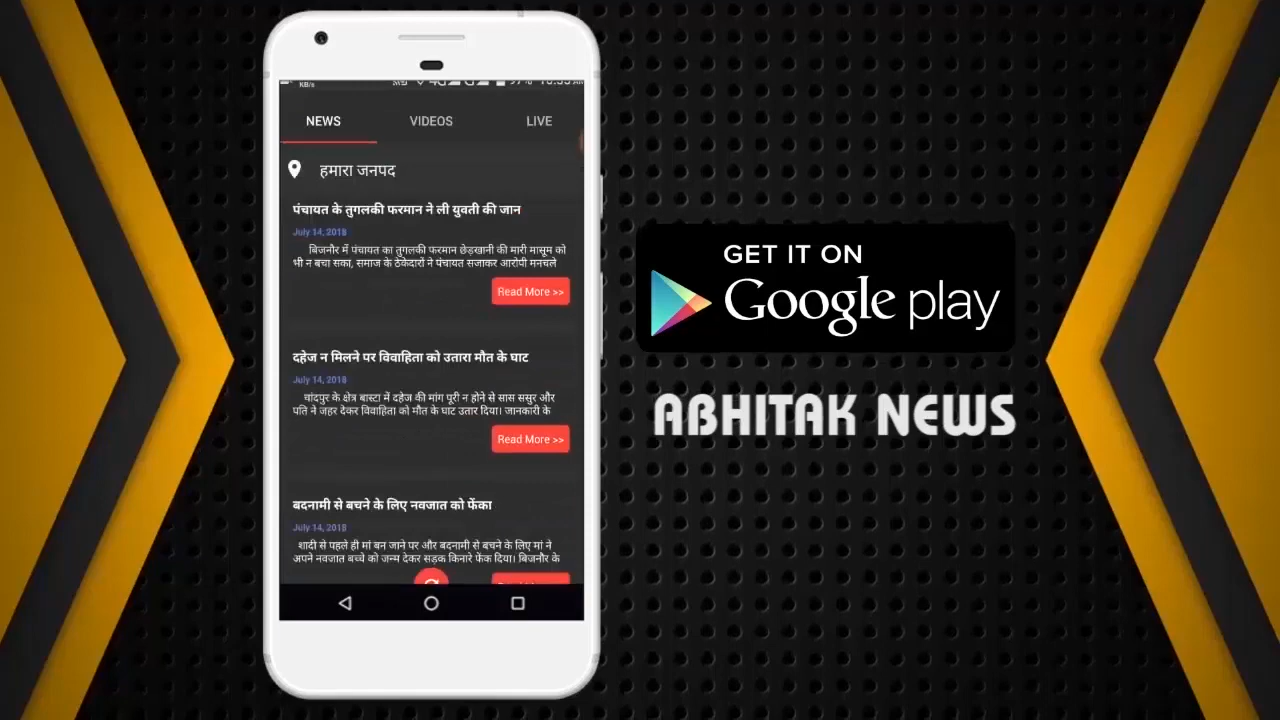 KB/s
NEWS VIDEOS LIVE
हमारा जनपद
पंचायत के तुगलकी फरमान ने ली युवती की जान
July 14, 2018
बिजनौर में पंचायत का तुगलकी फरमान छेड़खानी की मारी मासूम को
भी न बचा सका, समाज के ठेकेदारों ने पंचायत सजाकर आरोपी मनचले
Read More >>
दहेज न मिलने पर विवाहिता को उतारा मौत के घाट
July 14, 2018
चांदपुर के क्षेत्र बास्टा में दहेज की मांग पूरी न होने से सास ससुर और
पति ने जहर देकर विवाहिता को मौत के घाट उतार दिया। जानकारी के
Read More >>
बदनामी से बचने के लिए नवजात को फेंका
July 14, 2018
शादी से पहले ही मां बन जाने पर और बदनामी से बचने के लिए मां ने
अपने नवजात बच्चे को जन्म देकर सड़क किनारे फेक दिया। बिजनौर के
GET IT ON
Google play
ABHITAK NEWS